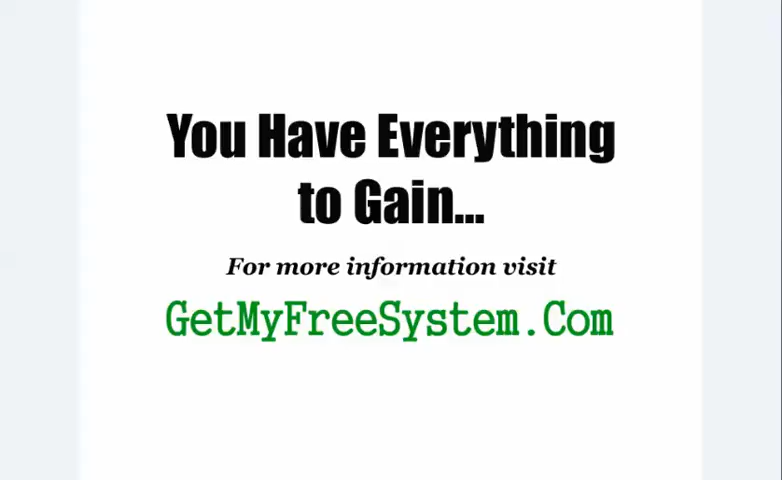 You Have Everything
to Gain...
For more information visit
GetMyFreeSystem.Com